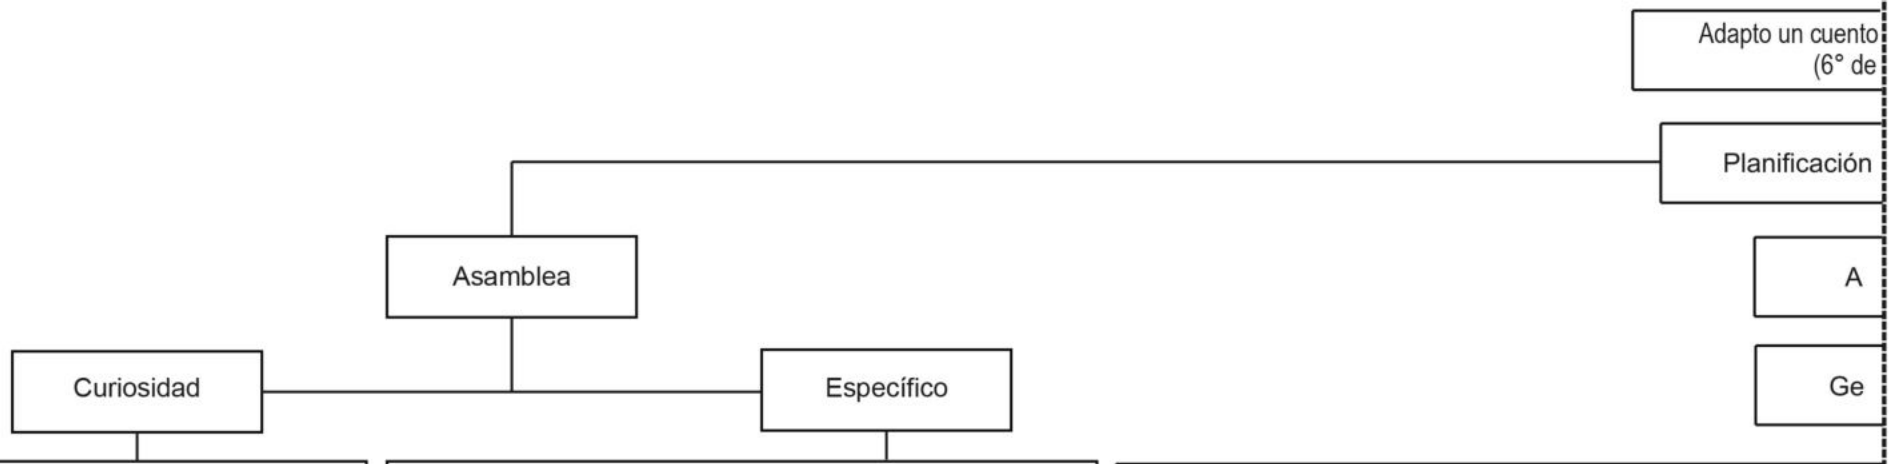 Adapto un cuento
(6° de
Planificación
Asamblea
A
Curiosidad
Específico
Ge